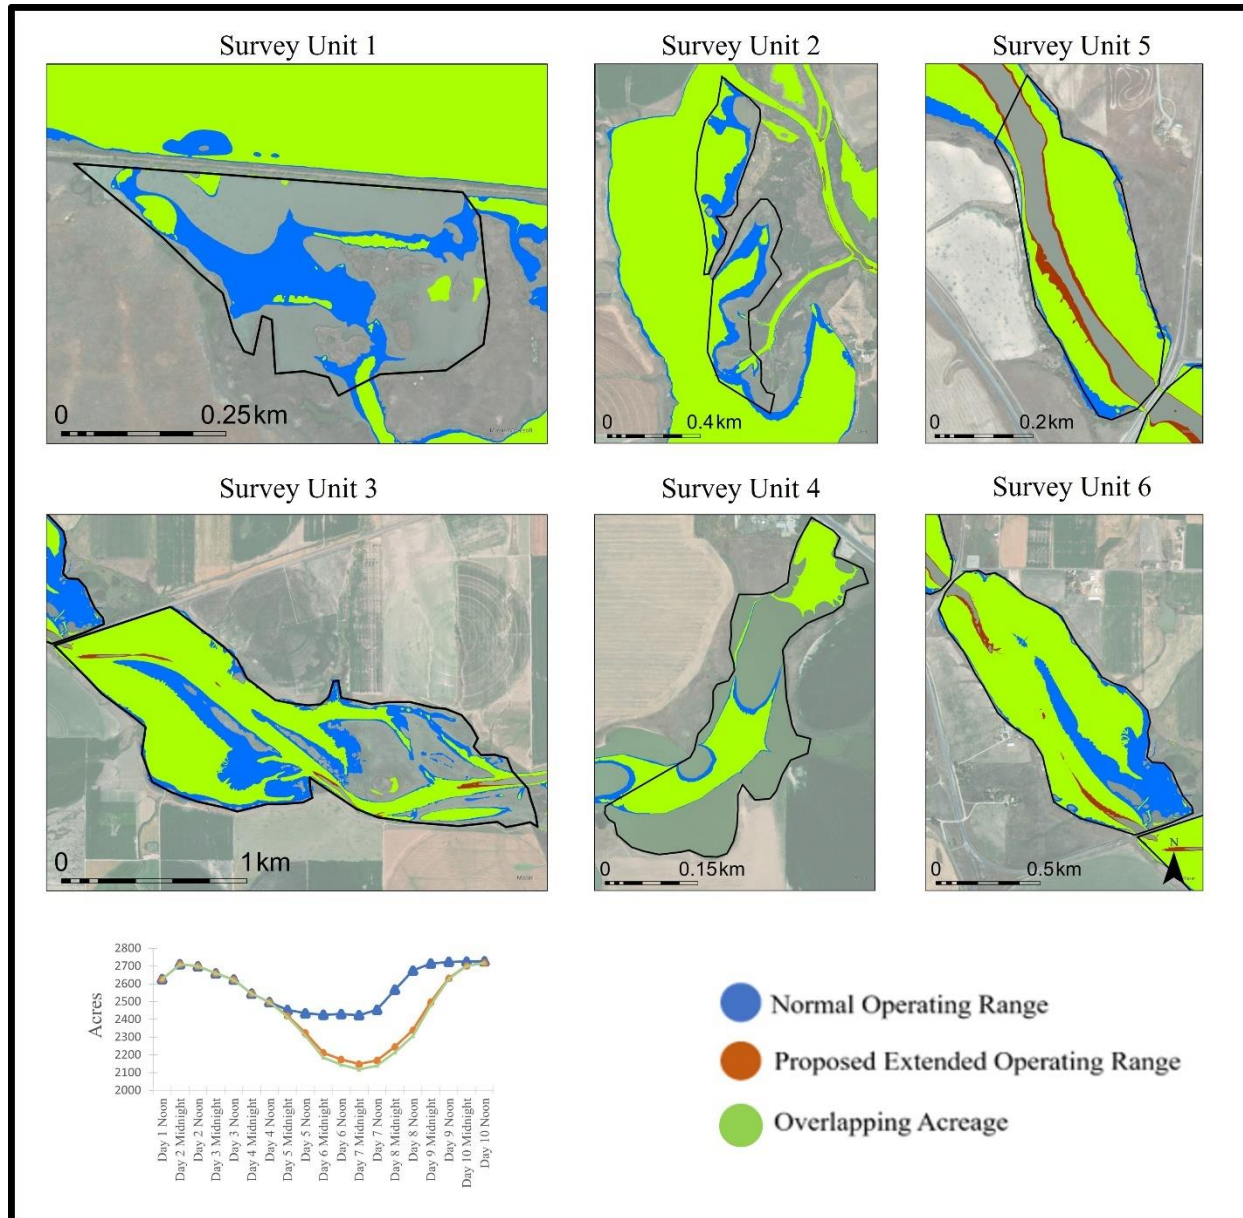 Survey Unit 1
Survey Unit 2
Survey Unit 5
0 0.25km
0 0.4km
0 0.2km
Survey Unit 3
Survey Unit 4
Survey Unit 6
0 1km
0 0.15km
0 0.5km
N
Acres
2800
2700
2600
2500
2400
2300
2200
2100
2000
Day 1 Noon
Day 2 Midnight
Day 2 Noon
Day 3 Midnight
Day 3 Noon
Day 4 Midnight
Day 4 Noon
Day 5 Midnight
Day 5 Noon
Day 6 Midnight
Day 6 Noon
Day 7 Midnight
Day 7 Noon
Day 8 Midnight
Day 8 Noon
Day 9 Midnight
Day 9 Noon
Day 10 Midnight
Day 10 Noon
Normal Operating Range
Proposed Extended Operating Range
Overlapping Acreage